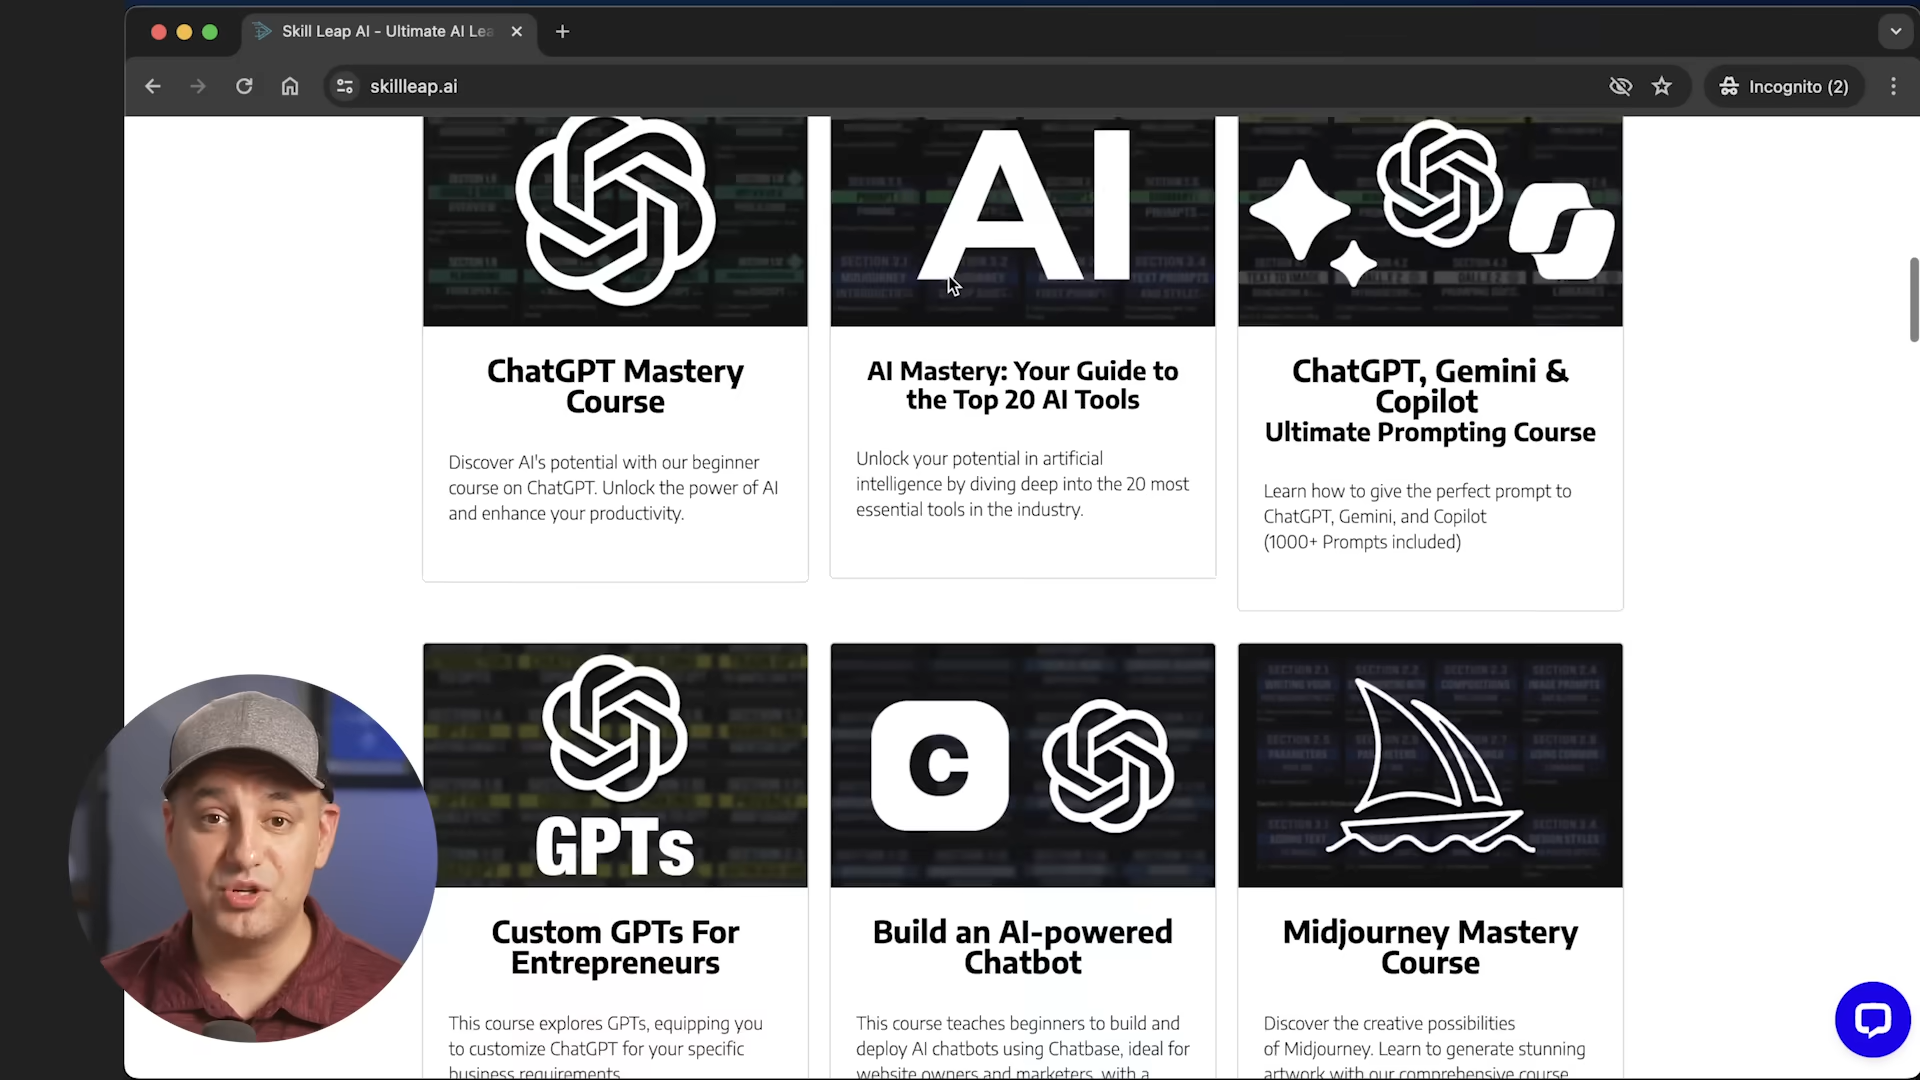 Skill Leap AI - Ultimate AI Lea
skillleap.ai
Incognito (2)
AI
ChatGPT Mastery
Course
Discover AI's potential with our beginner
course on ChatGPT. Unlock the power of AI
and enhance your productivity.
AI Mastery: Your Guide to
the Top 20 AI Tools
Unlock your potential in artificial
intelligence by diving deep into the 20 most
essential tools in the industry.
ChatGPT, Gemini &
Copilot
Ultimate Prompting Course
Learn how to give the perfect prompt to
ChatGPT, Gemini, and Copilot
(1000+ Prompts included)
GPTs
Custom GPTs For
Entrepreneurs
This course explores GPTs, equipping you
to customize ChatGPT for your specific
business requirements.
C
Build an AI-powered
Chatbot
This course teaches beginners to build and
deploy AI chatbots using Chatbase, ideal for
website owners and marketers, with a
Midjourney Mastery
Course
Discover the creative possibilities
of Midjourney. Learn to generate stunning
artwork with our comprehensive course